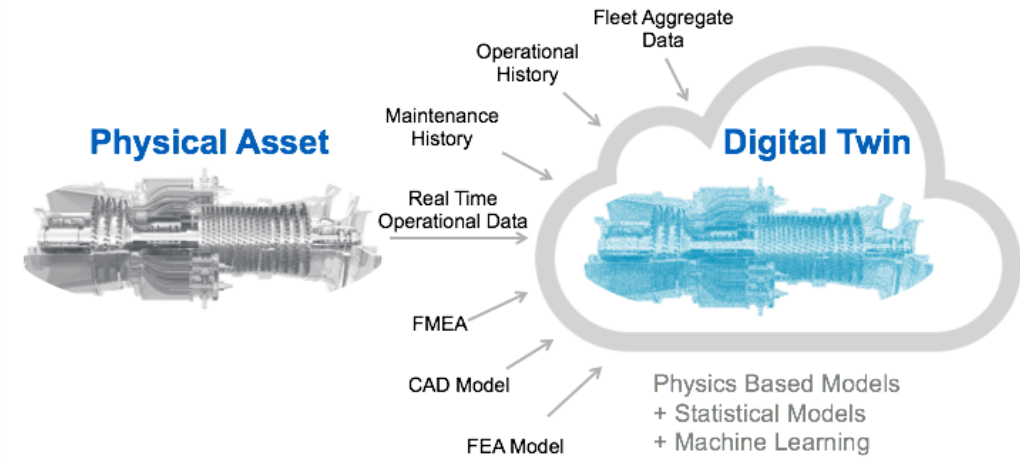 Fleet Aggregate
Data
Operational
History
Maintenance
History
Physical Asset
Digital Twin
Real Time
Operational Data
FMEA
CAD Model
FEA Model
Physics Based Models
+ Statistical Models
+ Machine Learning